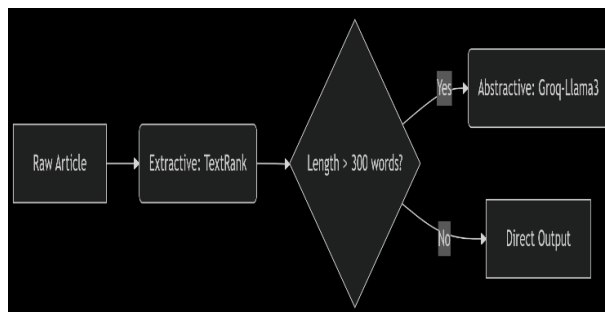 Raw Article
Extractive: TextRank
Length > 300 words?
Yes
Abstractive: Groq-Llama3
No
Direct Output